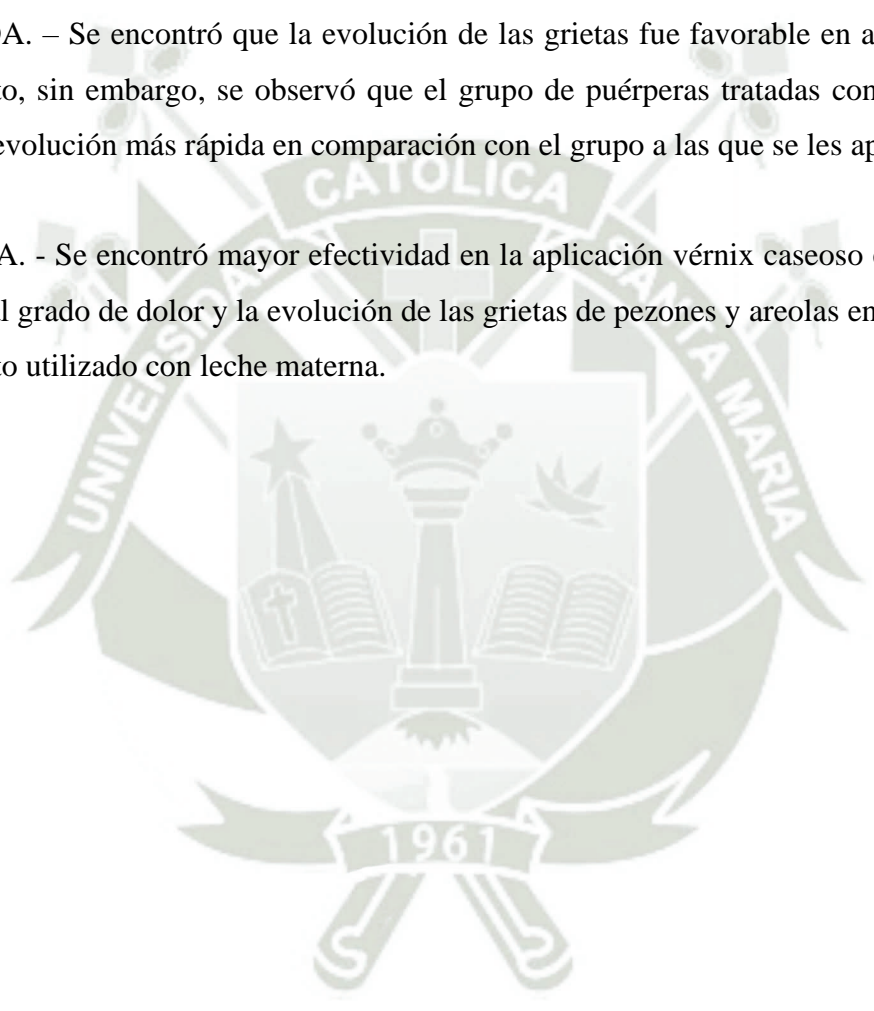 DA. – Se encontró que la evolución de las grietas fue favorable en a
to, sin embargo, se observó que el grupo de puérperas tratadas con
evolución más rápida en comparación con el grupo a las que se les ap
A. - Se encontró mayor efectividad en la aplicación vérnix caseoso
l grado de dolor y la evolución de las grietas de pezones y areolas en
to utilizado con leche materna.
UNIVERSIDAD CATOLICA SANTA MARIA
1961